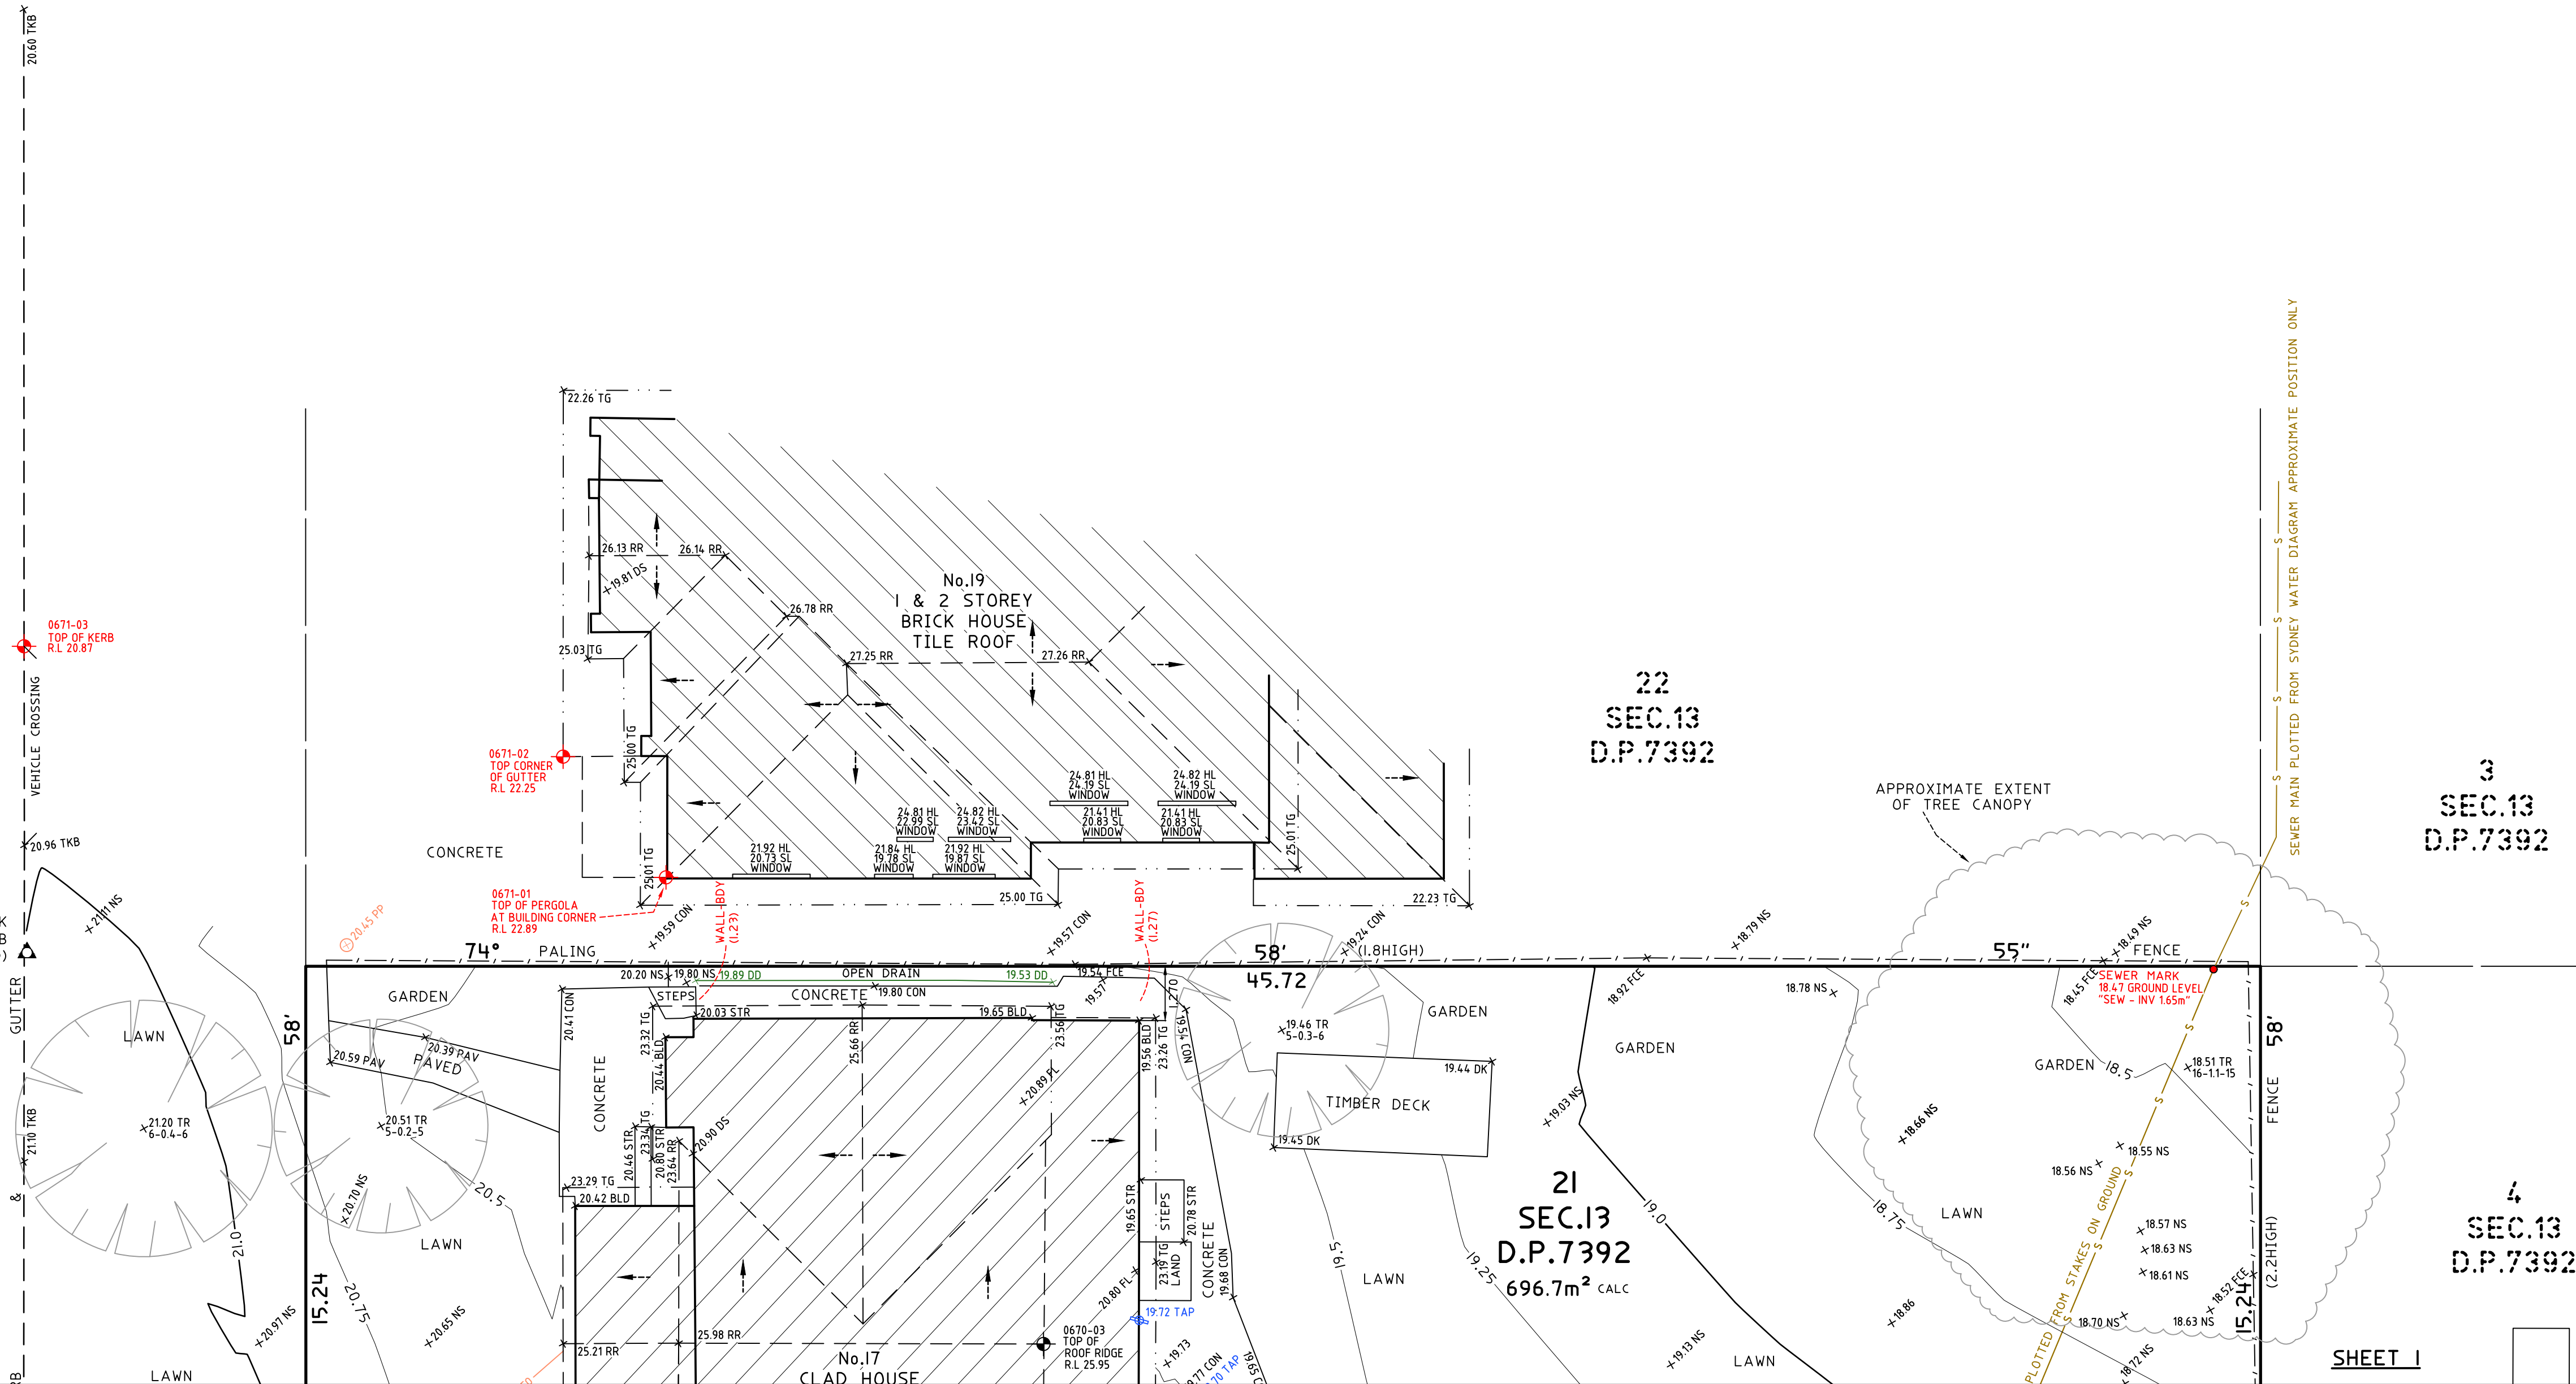 20.60 TKB
SEWER MAIN PLOTTED FROM SYDNEY WATER DIAGRAM APPROXIMATE POSITION ONLY
22.26 TG
26.13 RR
26.14 RR
19.81 DS
26.78 RR
No.19
1 & 2 STOREY
BRICK HOUSE
TILE ROOF
0671-03
TOP OF KERB
R.L 20.87
25.03 TG
27.25 RR
27.26 RR
VEHICLE CROSSING
22
SEC.13
D.P.7392
0671-02
TOP CORNER
OF GUTTER
R.L 22.25
25.00 TG
24.81 HL
24.19 SL
WINDOW
24.82 HL
24.19 SL
WINDOW
3
SEC.13
D.P.7392
APPROXIMATE EXTENT
OF TREE CANOPY
24.81 HL
22.99 SL
WINDOW
24.82 HL
23.42 SL
WINDOW
21.41 HL
20.83 SL
WINDOW
21.41 HL
20.83 SL
WINDOW
25.01 TG
20.96 TKB
CONCRETE
25.01 TG
21.92 HL
20.73 SL
WINDOW
21.84 HL
19.78 SL
WINDOW
21.92 HL
19.87 SL
WINDOW
0671-01
TOP OF PERGOLA
AT BUILDING CORNER
R.L 22.89
25.00 TG
22.23 TG
21.11 NS
20.45 PP
19.59 CON
WALL-BDY
(1.23)
19.57 CON
WALL-BDY
(1.27)
19.24 CON
18.79 NS
18.49 NS
74°
PALING
58'
(1.8HIGH)
55"
FENCE
45.72
20.20 NS
19.80 NS
19.89 DD
OPEN DRAIN
19.53 DD
19.54 FCE
18.92 FCE
18.78 NS
18.45 FCE
SEWER MARK
18.47 GROUND LEVEL
"SEW - INV 1.65m"
GARDEN
20.41 CON
STEPS
CONCRETE
19.80 CON
19.57
1.270
GARDEN
20.03 STR
19.65 BLD
GUTTER
&
LAWN
58'
20.39 PAV
PAVED
20.59 PAV
CONCRETE
23.32 TG
20.44 BLD
25.66 RR
23.56 TG
20.89 FL
19.56 BLD
23.26 TG
19.54 CON
19.46 TR
5-0.3-6
GARDEN
58'
19.44 DK
TIMBER DECK
19.45 DK
19.03 NS
GARDEN
18.5
18.51 TR
16-1.1-15
FENCE
21.10 TKB
21.20 TR
6-0.4-6
20.51 TR
5-0.2-5
20.46 STR
23.34 TG
20.80 STR
23.64 RR
20.90 DS
18.66 NS
18.55 NS
18.56 NS
20.70 NS
20.5
23.29 TG
20.42 BLD
19.65 STR
STEPS
20.78 STR
21
SEC.13
D.P.7392
696.7m² CALC
19.0
18.75
LAWN
18.57 NS
18.63 NS
18.61 NS
(2.2HIGH)
4
SEC.13
D.P.7392
21.0
LAWN
23.19 TG
LAND
CONCRETE
19.68 CON
19.5
19.25
LAWN
PLOTTED FROM STAKES ON GROUND
15.24
20.75
20.80 FL
19.72 TAP
18.86
18.70 NS
18.63 NS
18.52 FCE
15.24
20.97 NS
20.65 NS
25.21 RR
25.98 RR
0670-03
TOP OF
ROOF RIDGE
R.L 25.95
19.73
19.13 NS
LAWN
18.72 NS
SHEET 1
LAWN
No.17
CLAD HOUSE
S
S
S
S
S
S
S
S
S
S